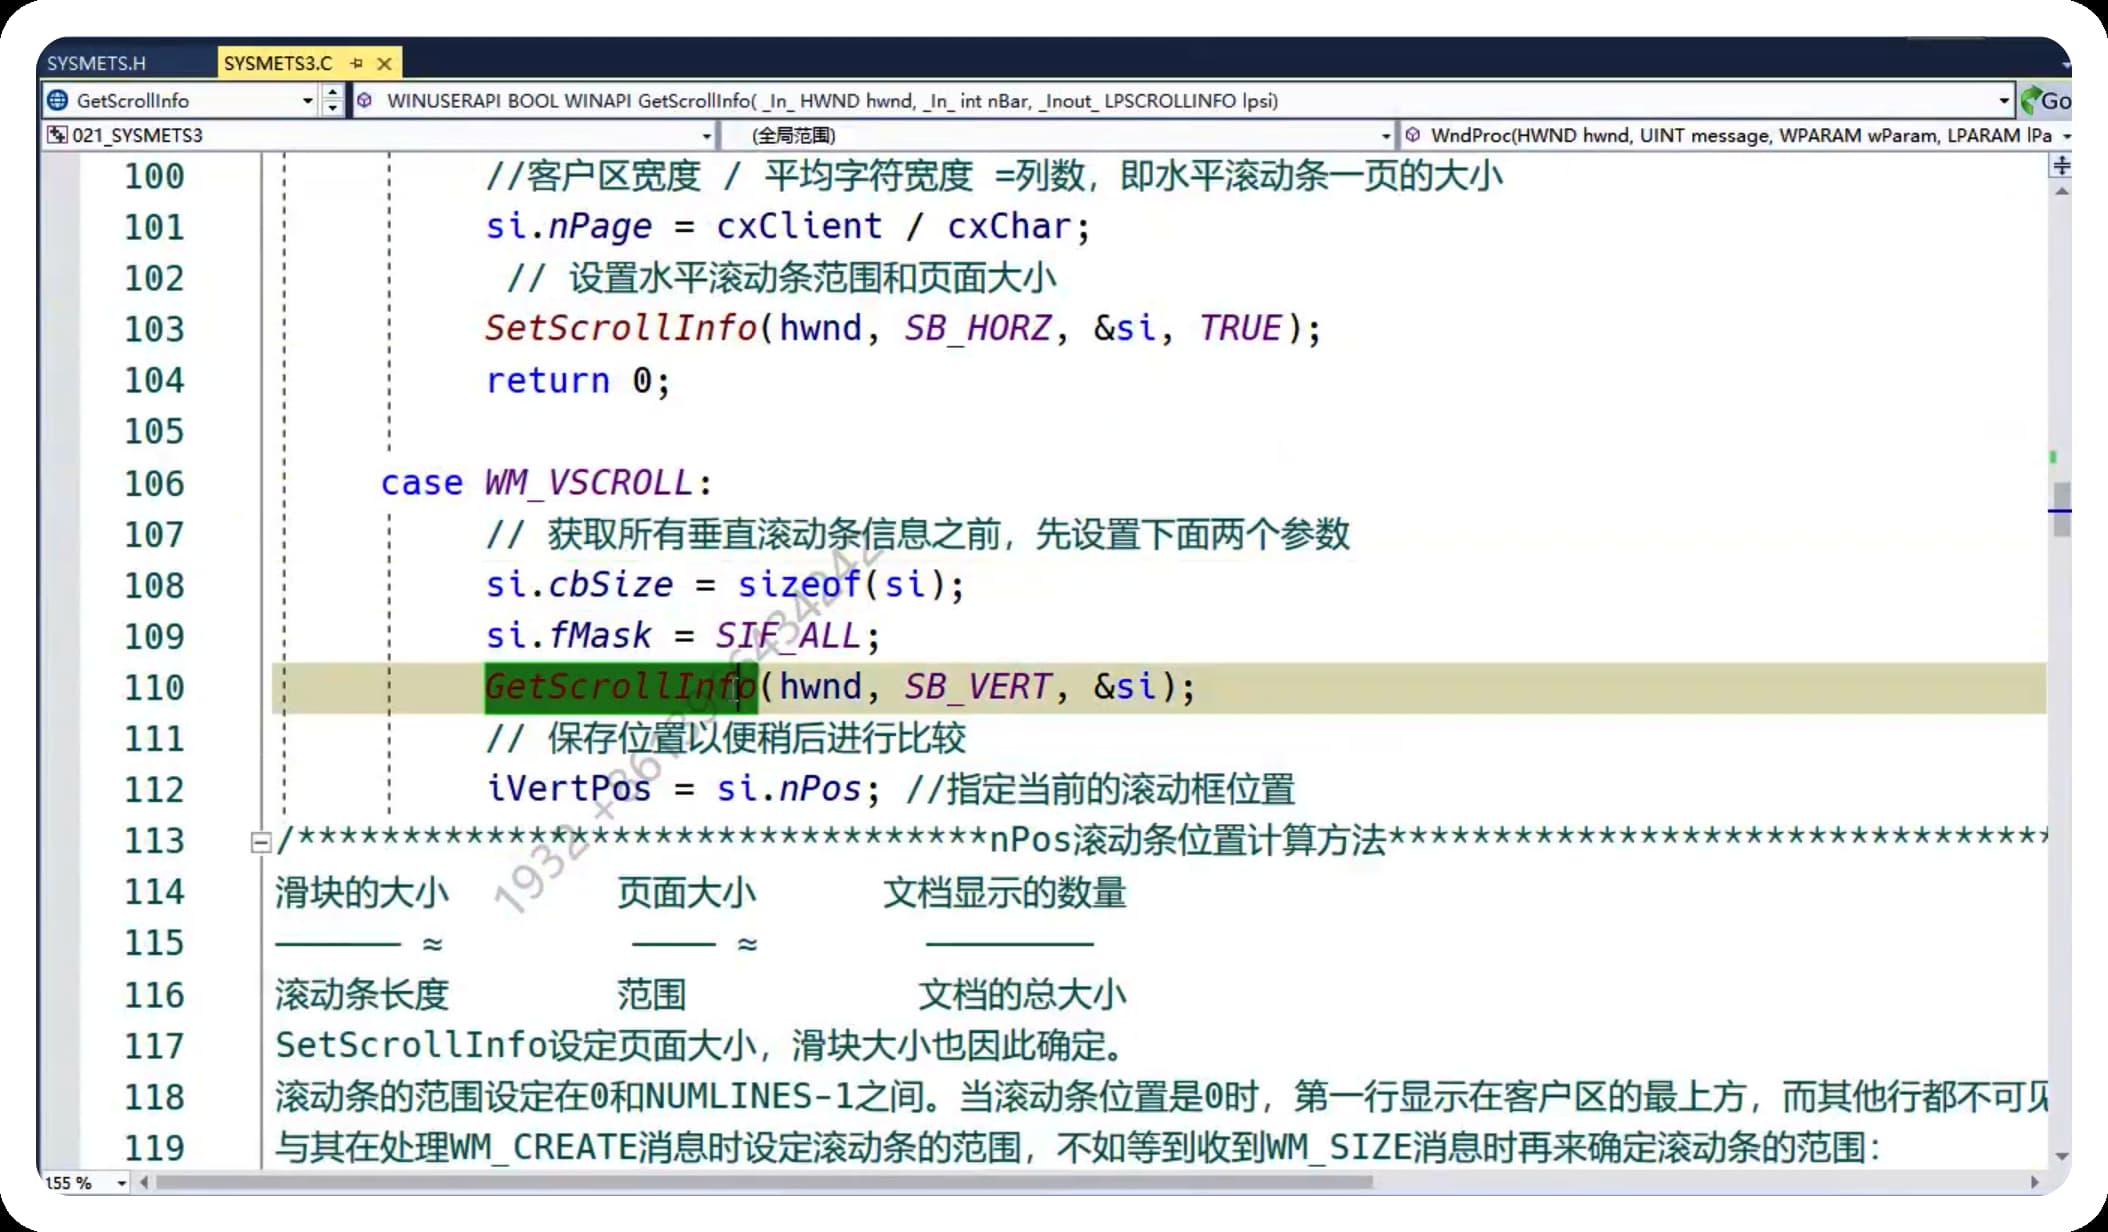 SYSMETS.H SYSMETS3.C
GetScrollInfo WINUSERAPI BOOL WINAPI GetScrollInfo( _In_ HWND hwnd, _In_ int nBar, _Inout_ LPSCROLLINFO lpsi) Go
021_SYSMETS3 (全局范围) WndProc(HWND hwnd, UINT message, WPARAM wParam, LPARAM lPa
100 //客户区宽度 / 平均字符宽度 =列数，即水平滚动条一页的大小
101 si.nPage = cxClient / cxChar;
102 // 设置水平滚动条范围和页面大小
103 SetScrollInfo(hwnd, SB_HORZ, &si, TRUE);
104 return 0;
105
106 case WM_VSCROLL:
107 // 获取所有垂直滚动条信息之前，先设置下面两个参数
108 si.cbSize = sizeof(si);
109 si.fMask = SIF_ALL;
110 GetScrollInfo(hwnd, SB_VERT, &si);
111 // 保存位置以便稍后进行比较
112 iVertPos = si.nPos; //指定当前的滚动框位置
113 /*********************************nPos滚动条位置计算方法********************************
114 滑块的大小 页面大小 文档显示的数量
115 —————— ≈ ———— ≈ ————————
116 滚动条长度 范围 文档的总大小
117 SetScrollInfo设定页面大小，滑块大小也因此确定。
118 滚动条的范围设定在0和NUMLINES-1之间。当滚动条位置是0时，第一行显示在客户区的最上方，而其他行都不可见
119 与其在处理WM_CREATE消息时设定滚动条的范围，不如等到收到WM_SIZE消息时再来确定滚动条的范围：
155 %